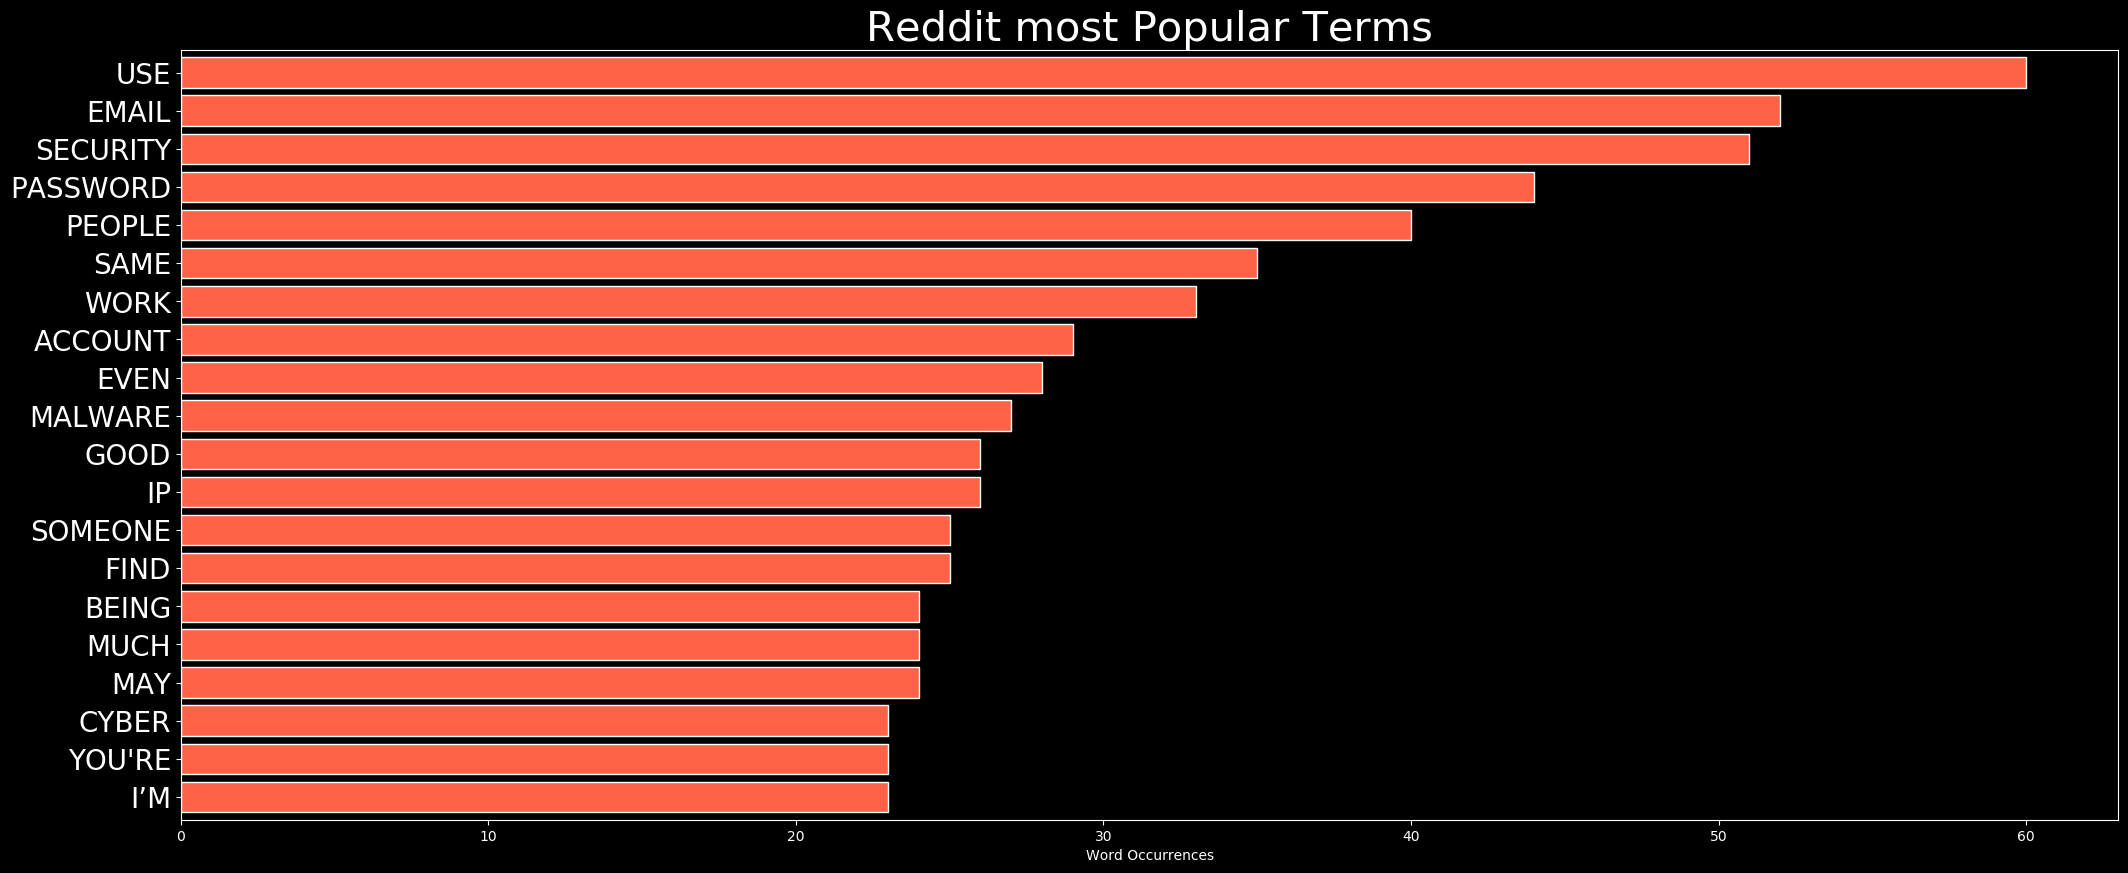 Reddit most Popular Terms
USE
EMAIL
SECURITY
PASSWORD
PEOPLE
SAME
WORK
ACCOUNT
EVEN
MALWARE
GOOD
IP
SOMEONE
FIND
BEING
MUCH
MAY
CYBER
YOU'RE
I’M
0 10 20 30 40 50 60
Word Occurrences